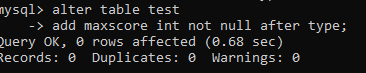 mysql> alter table test
    -> add maxscore int not null after type;
Query OK, 0 rows affected (0.68 sec)
Records: 0  Duplicates: 0  Warnings: 0